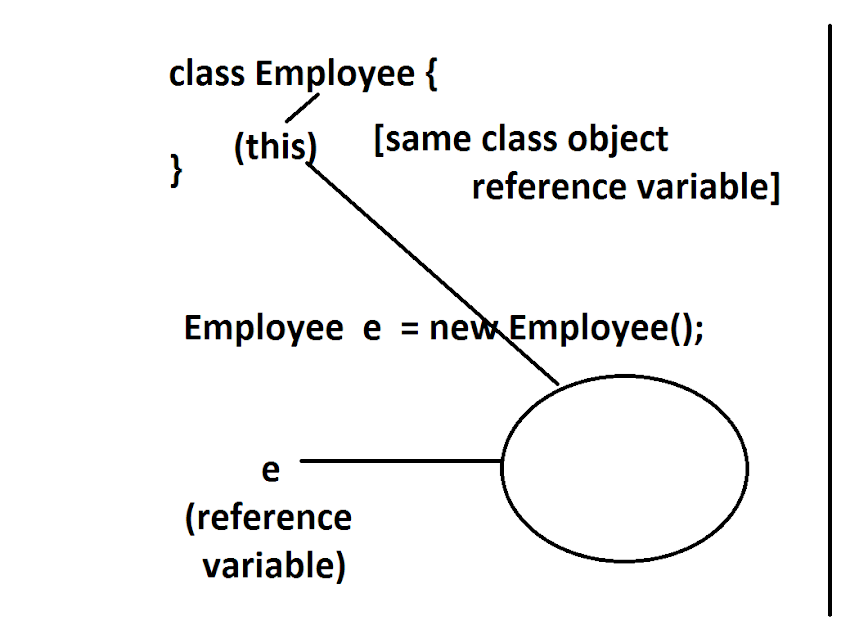 class Employee {
(this) [same class object
} reference variable]
Employee e = new Employee();
e
(reference
variable)